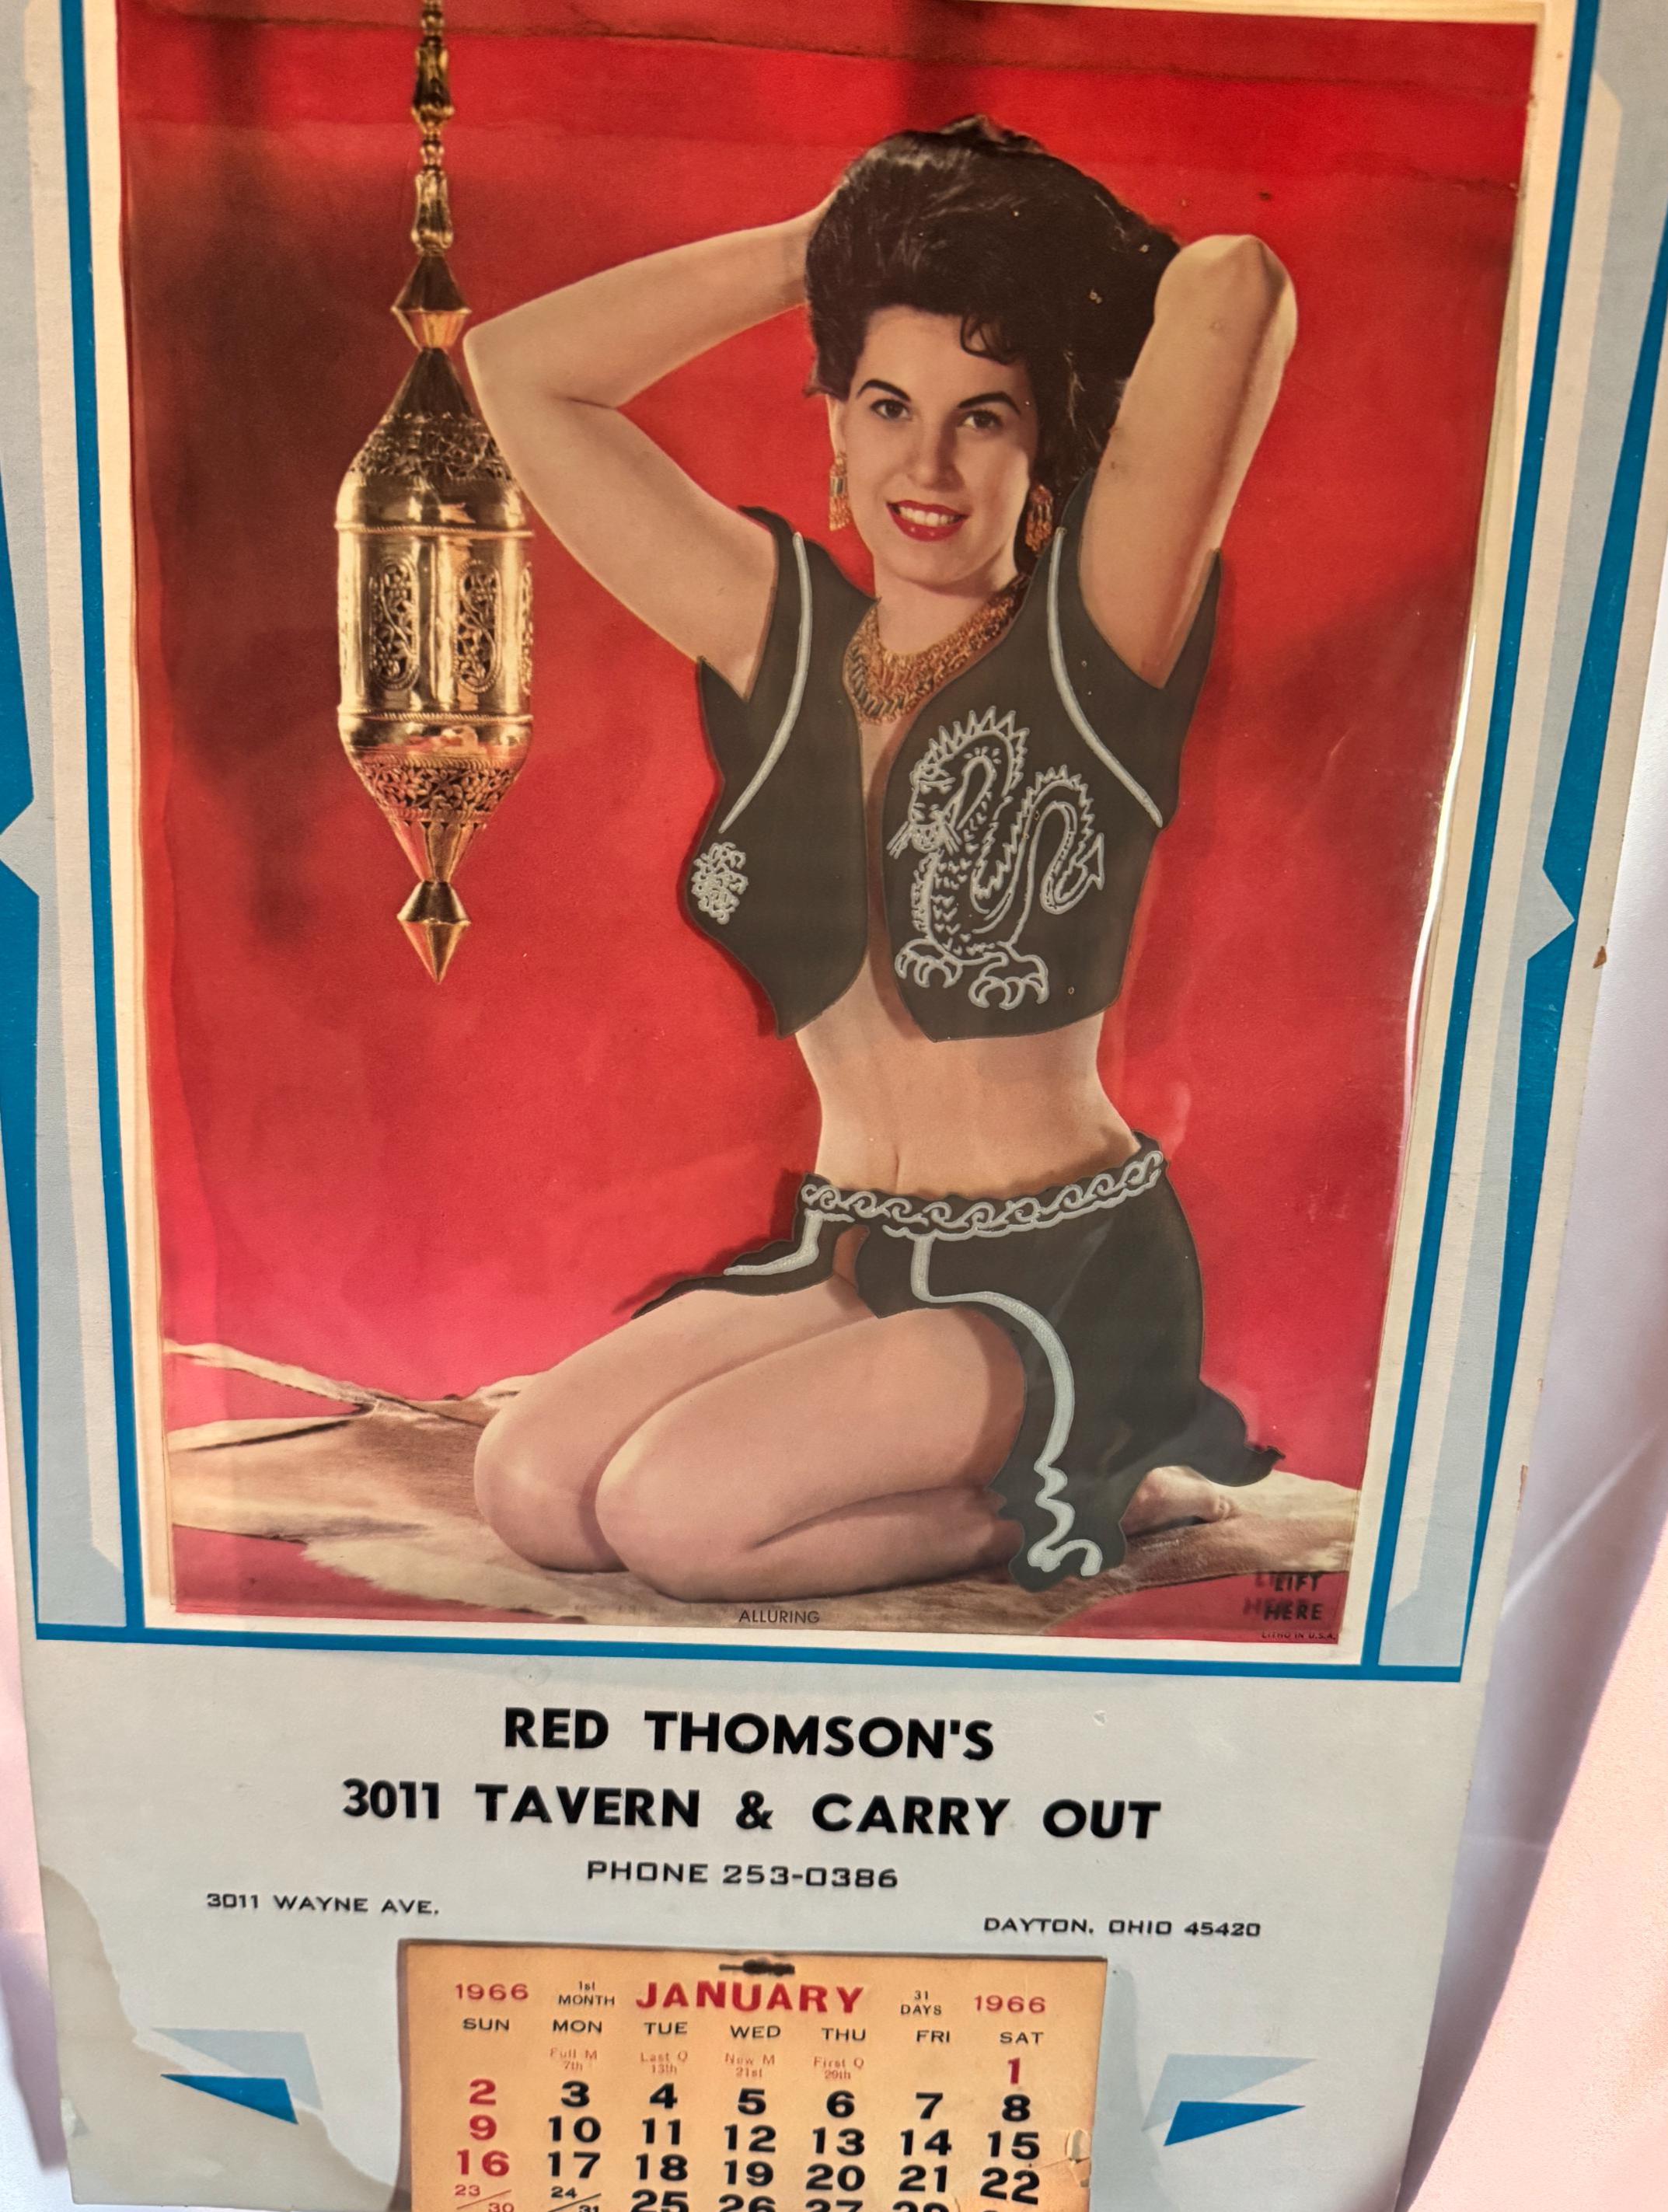 ALLURING
LIFT
HERE
LITHO IN U.S.A.
RED THOMSON'S
3011 TAVERN & CARRY OUT
PHONE 253-0386
3011 WAYNE AVE.
DAYTON, OHIO 45420
1966 1st MONTH JANUARY 31 DAYS 1966
SUN MON TUE WED THU FRI SAT
Full M 7th Last Q 13th New M 21st First Q 29th 1
2 3 4 5 6 7 8
9 10 11 12 13 14 15
16 17 18 19 20 21 22
23/30 24/31 25 26 27 28